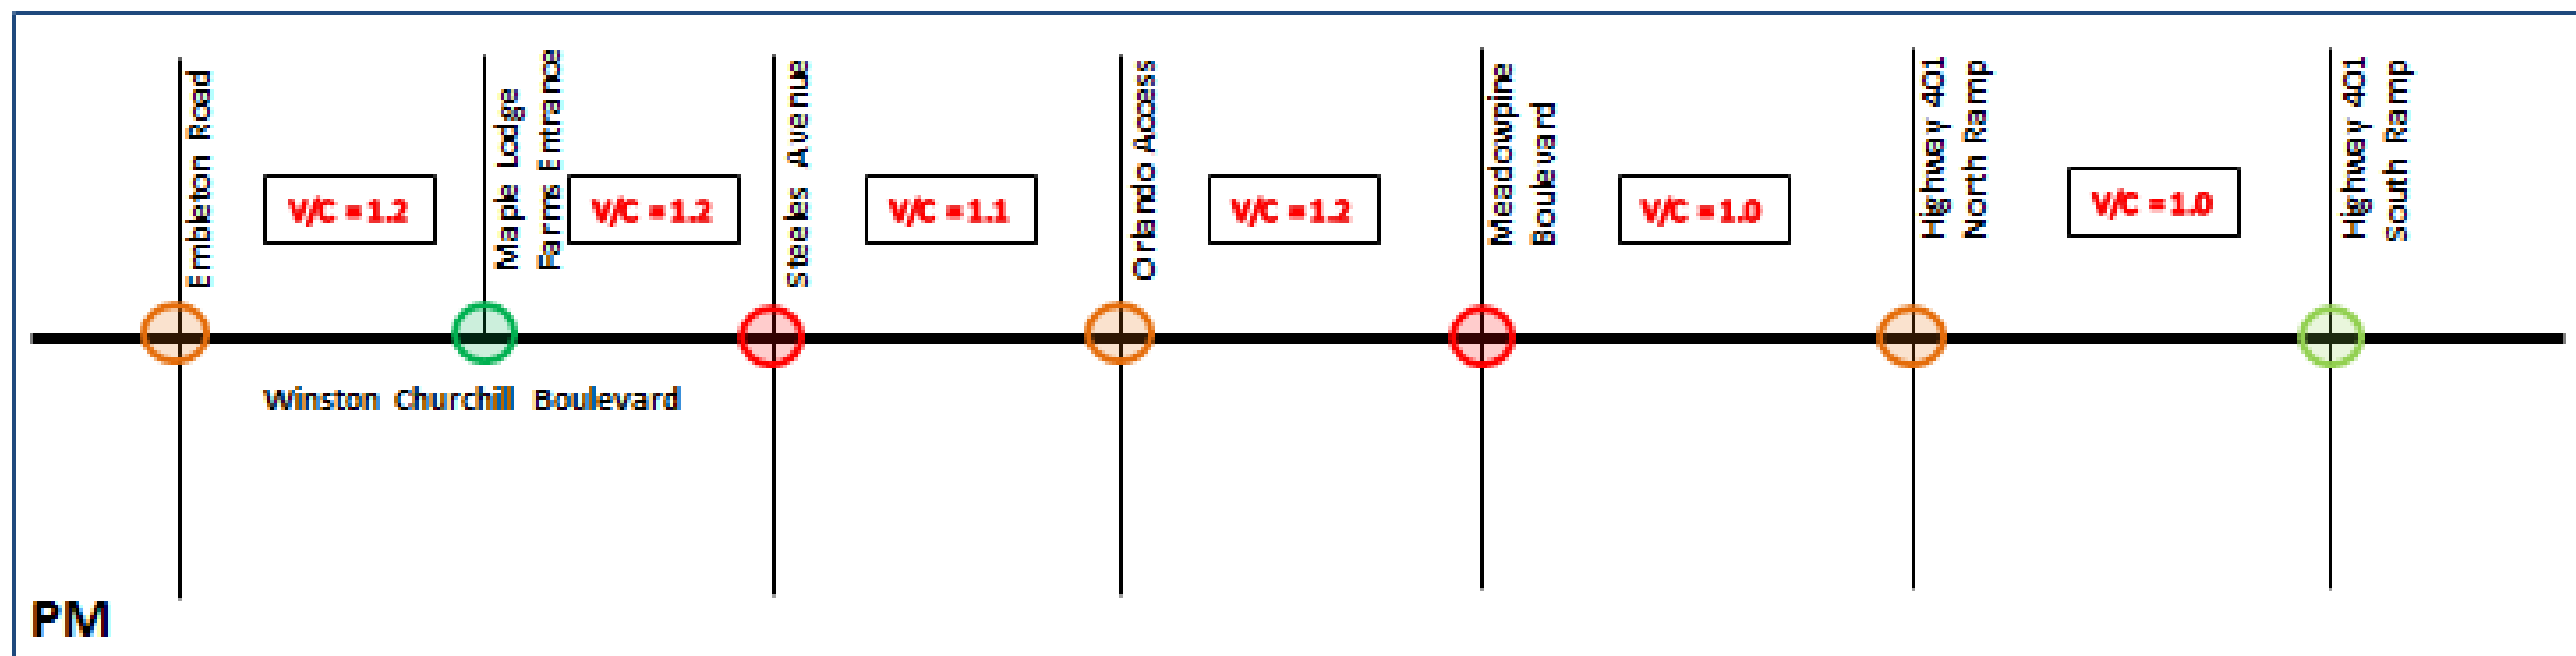 Embleton Road
Maple Lodge
Farms Entrance
Steeles Avenue
Orlando Access
Meadowpine
Boulevard
Highway 401
North Ramp
Highway 401
South Ramp
V/C = 1.2
V/C = 1.2
V/C = 1.1
V/C = 1.2
V/C = 1.0
V/C = 1.0
Winston Churchill Boulevard
PM